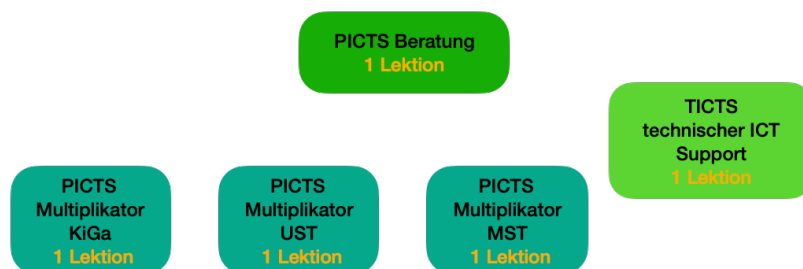 PICTS Beratung
1 Lektion
TICTS
technischer ICT
Support
1 Lektion
PICTS
Multiplikator
KiGa
1 Lektion
PICTS
Multiplikator
UST
1 Lektion
PICTS
Multiplikator
MST
1 Lektion